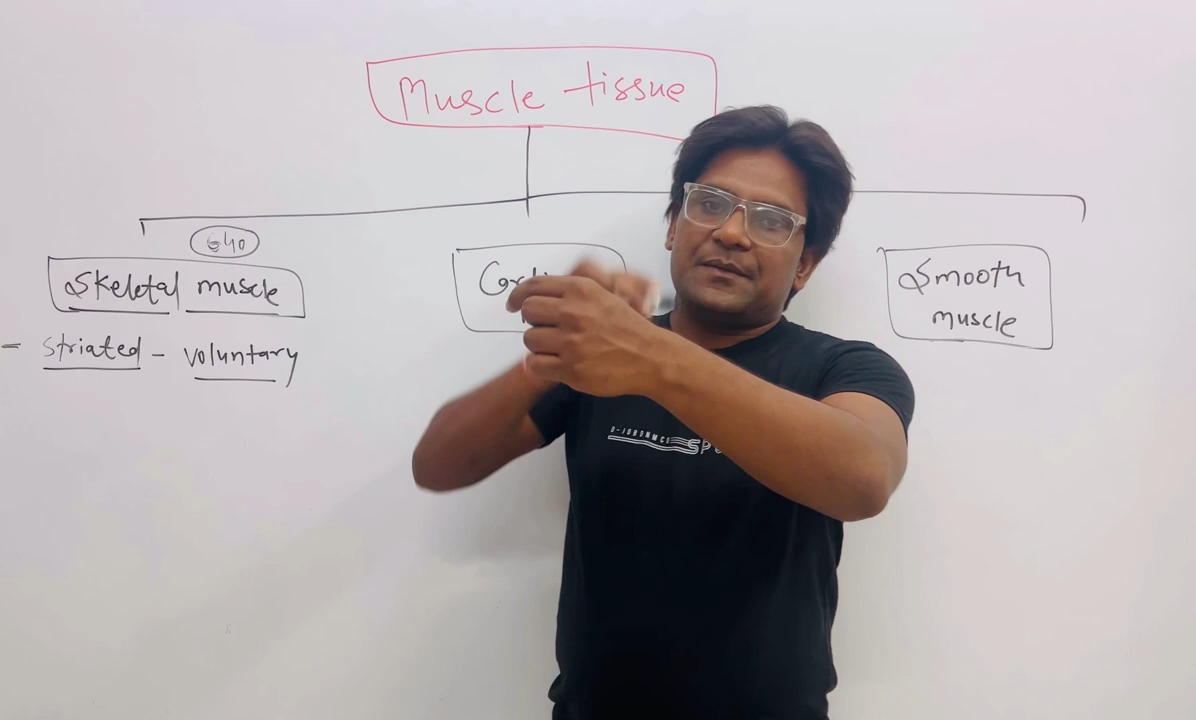 Muscle tissue
640
Skeletal muscle
Smooth
muscle
- striated - voluntary